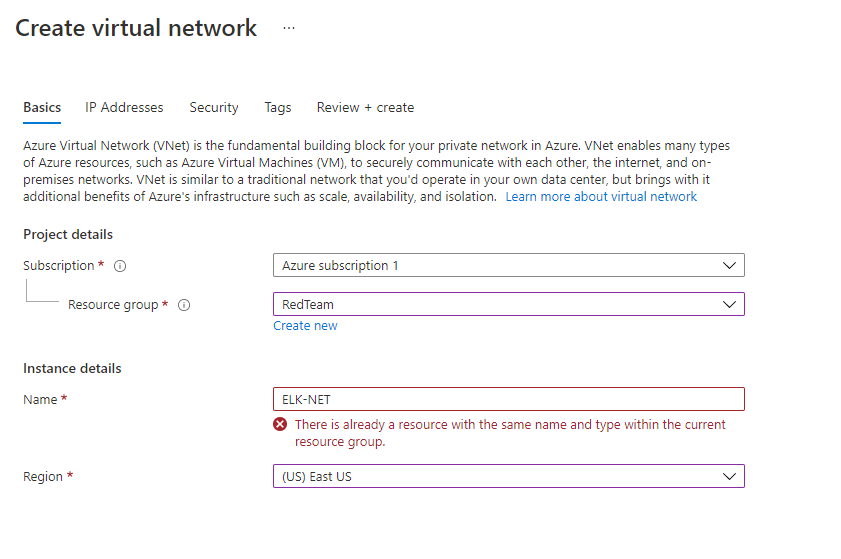 Create virtual network ...
Basics IP Addresses Security Tags Review + create
Azure Virtual Network (VNet) is the fundamental building block for your private network in Azure. VNet enables many types
of Azure resources, such as Azure Virtual Machines (VM), to securely communicate with each other, the internet, and on-
premises networks. VNet is similar to a traditional network that you'd operate in your own data center, but brings with it
additional benefits of Azure's infrastructure such as scale, availability, and isolation. Learn more about virtual network
Project details
Subscription * Azure subscription 1
Resource group * RedTeam
Create new
Instance details
Name * ELK-NET
There is already a resource with the same name and type within the current
resource group.
Region * (US) East US